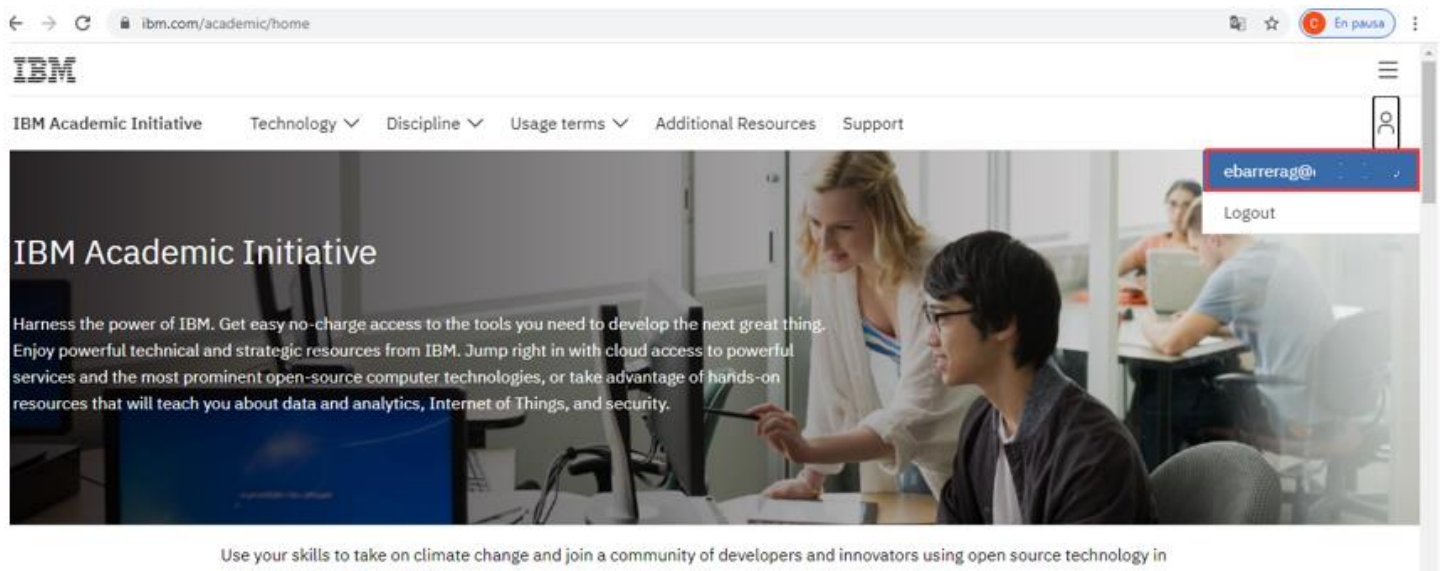 ibm.com/academic/home
C En pausa
IBM
IBM Academic Initiative Technology Discipline Usage terms Additional Resources Support
ebarrerag@
Logout
IBM Academic Initiative
Harness the power of IBM. Get easy no-charge access to the tools you need to develop the next great thing.
Enjoy powerful technical and strategic resources from IBM. Jump right in with cloud access to powerful
services and the most prominent open-source computer technologies, or take advantage of hands-on
resources that will teach you about data and analytics, Internet of Things, and security.
Use your skills to take on climate change and join a community of developers and innovators using open source technology in